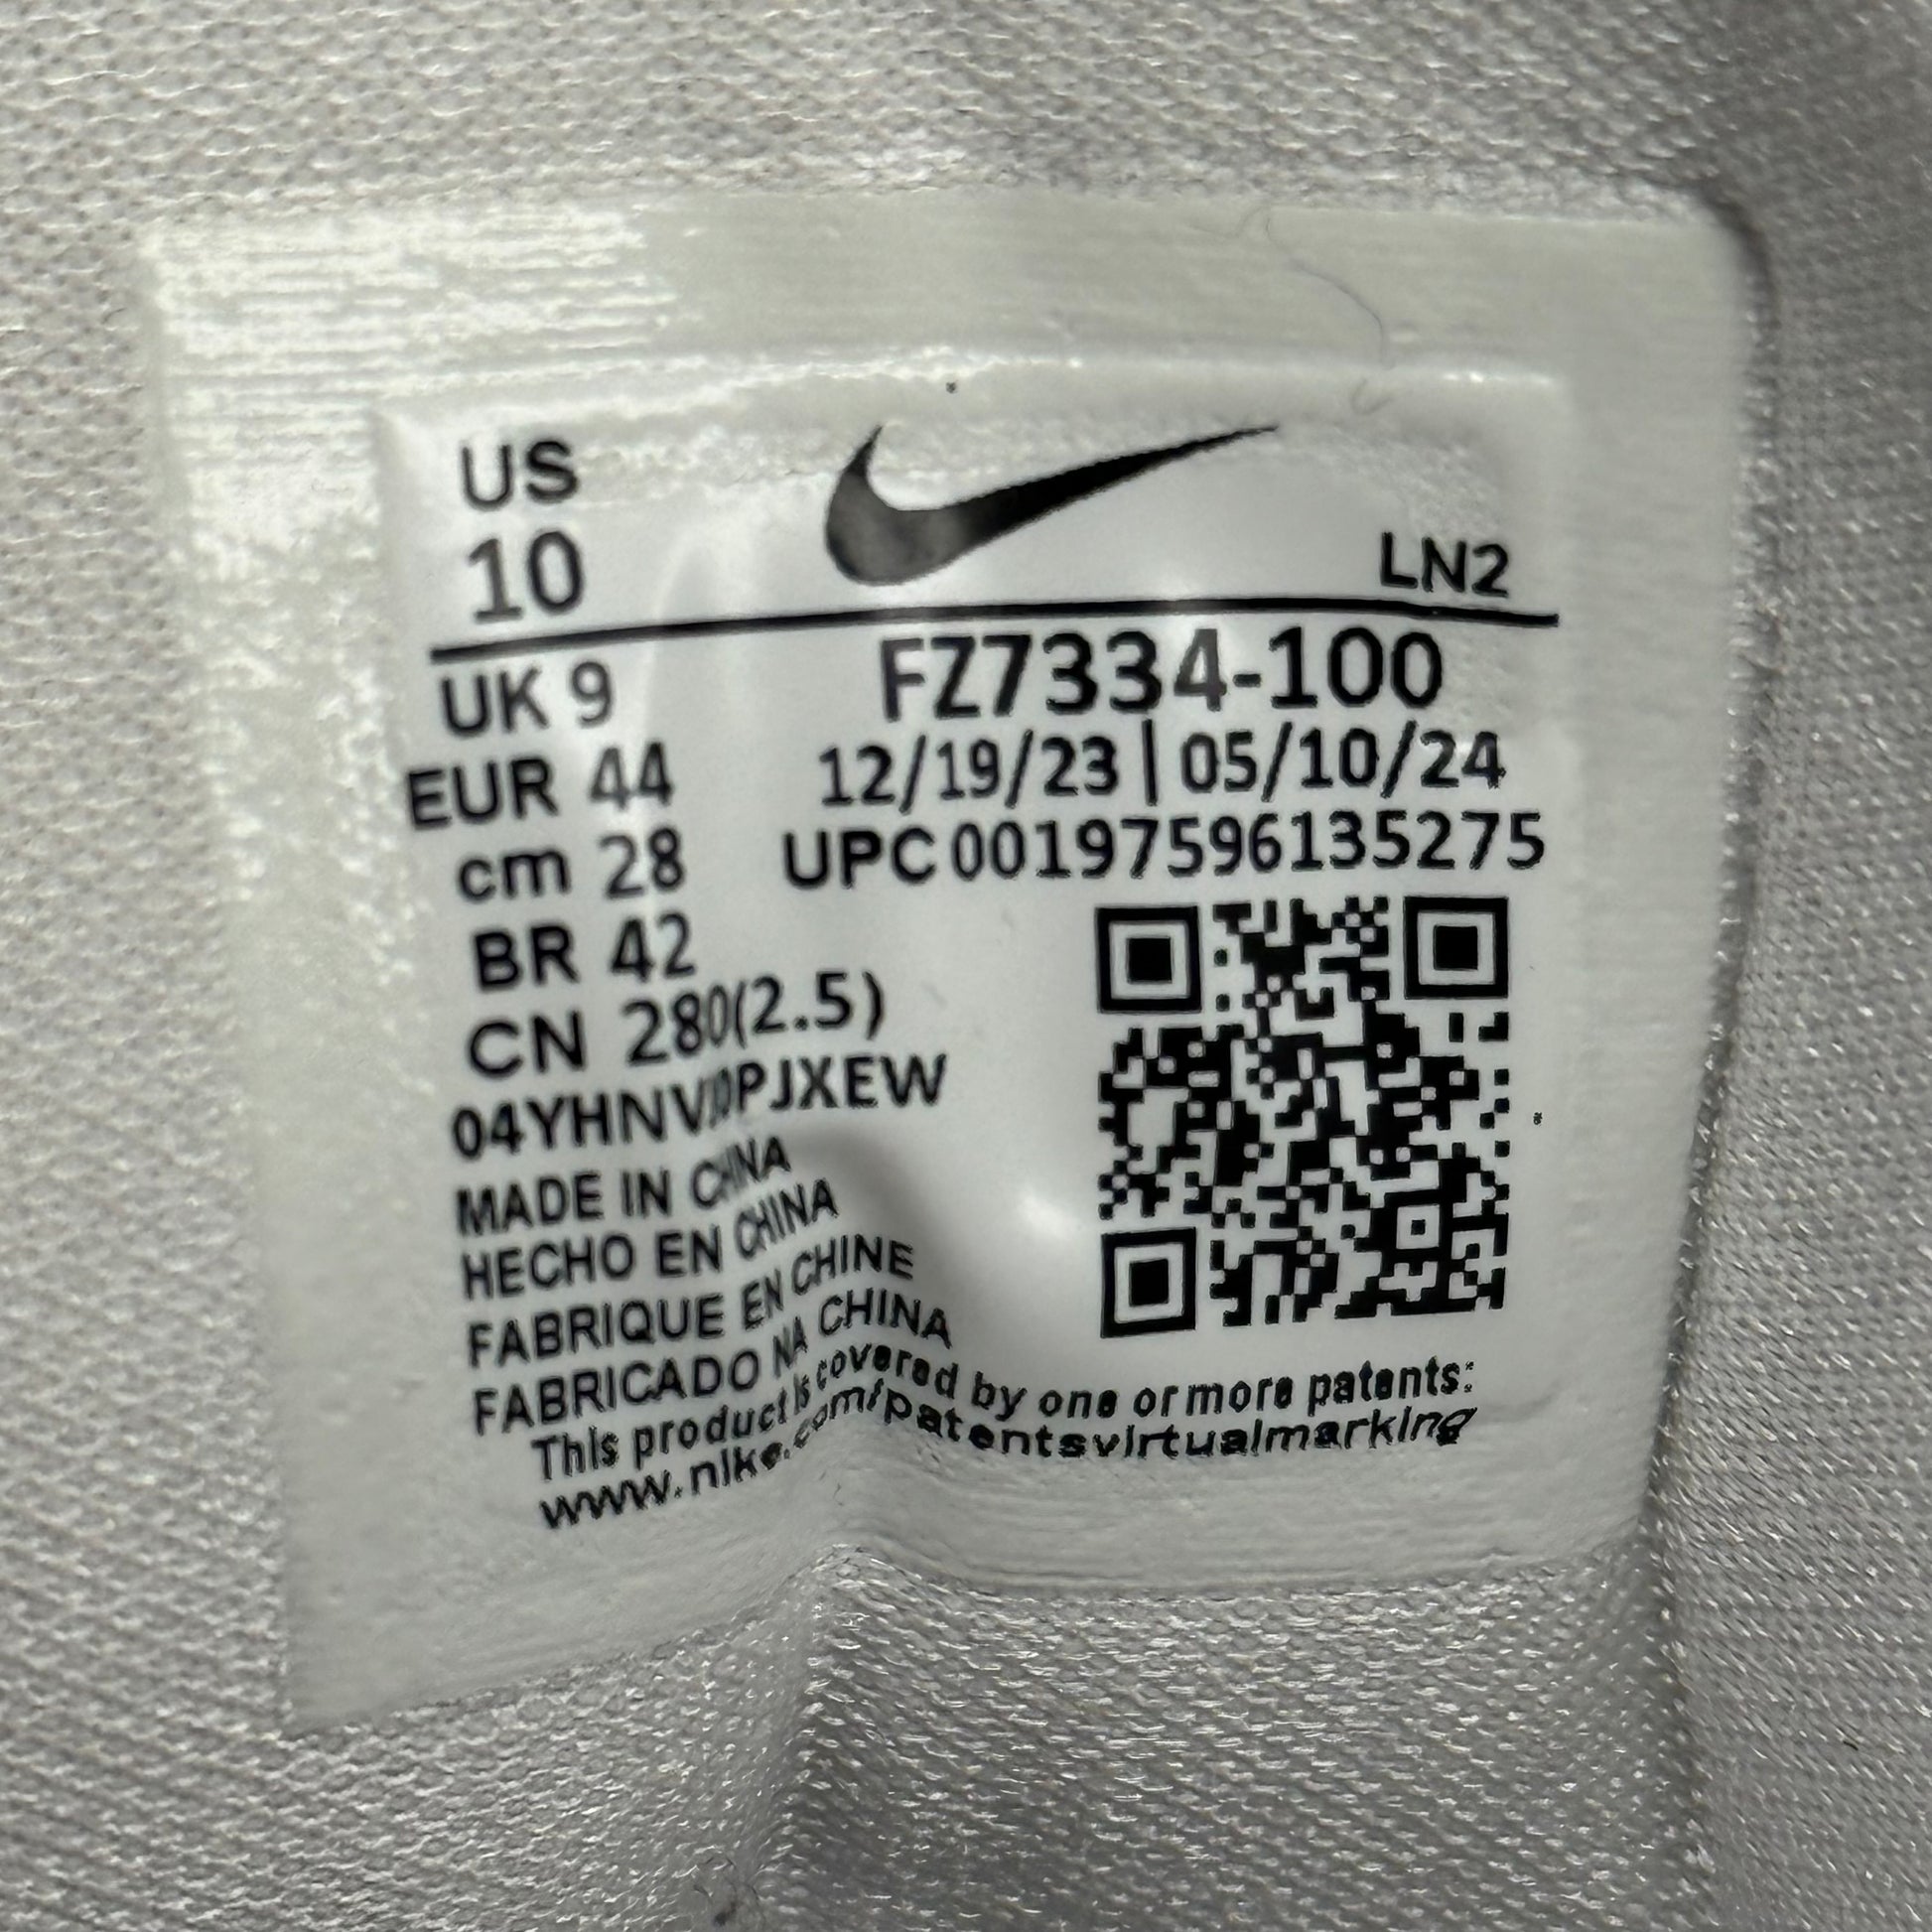 US
10
LN2
UK 9
FZ7334-100
EUR 44
12/19/23 | 05/10/24
cm 28
UPC 00197596135275
BR 42
CN 280(2.5)
MADE IN CHINA
HECHO EN CHINA
FABRIQUE EN CHINE
FABRICADO NA CHINA
This product is covered by one or more patents:
www.nike.com/patentsvirtualmarking